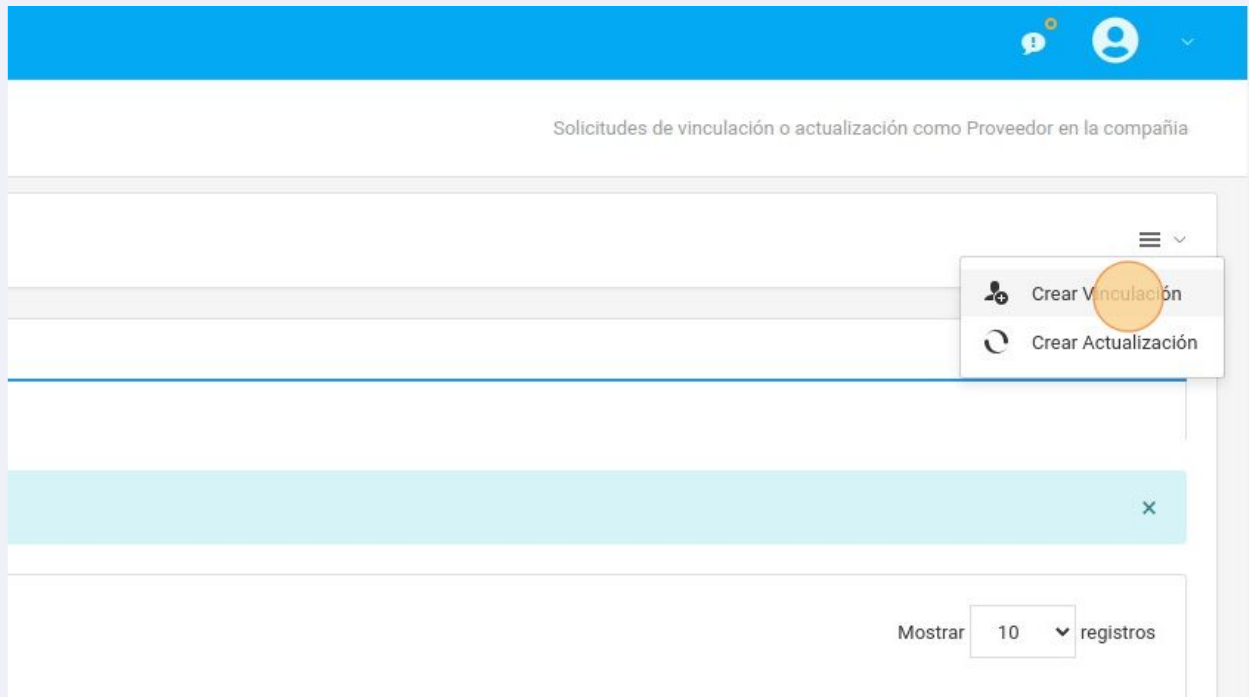 Solicitudes de vinculación o actualización como Proveedor en la compañia
Crear Vinculación
Crear Actualización
Mostrar 10 registros